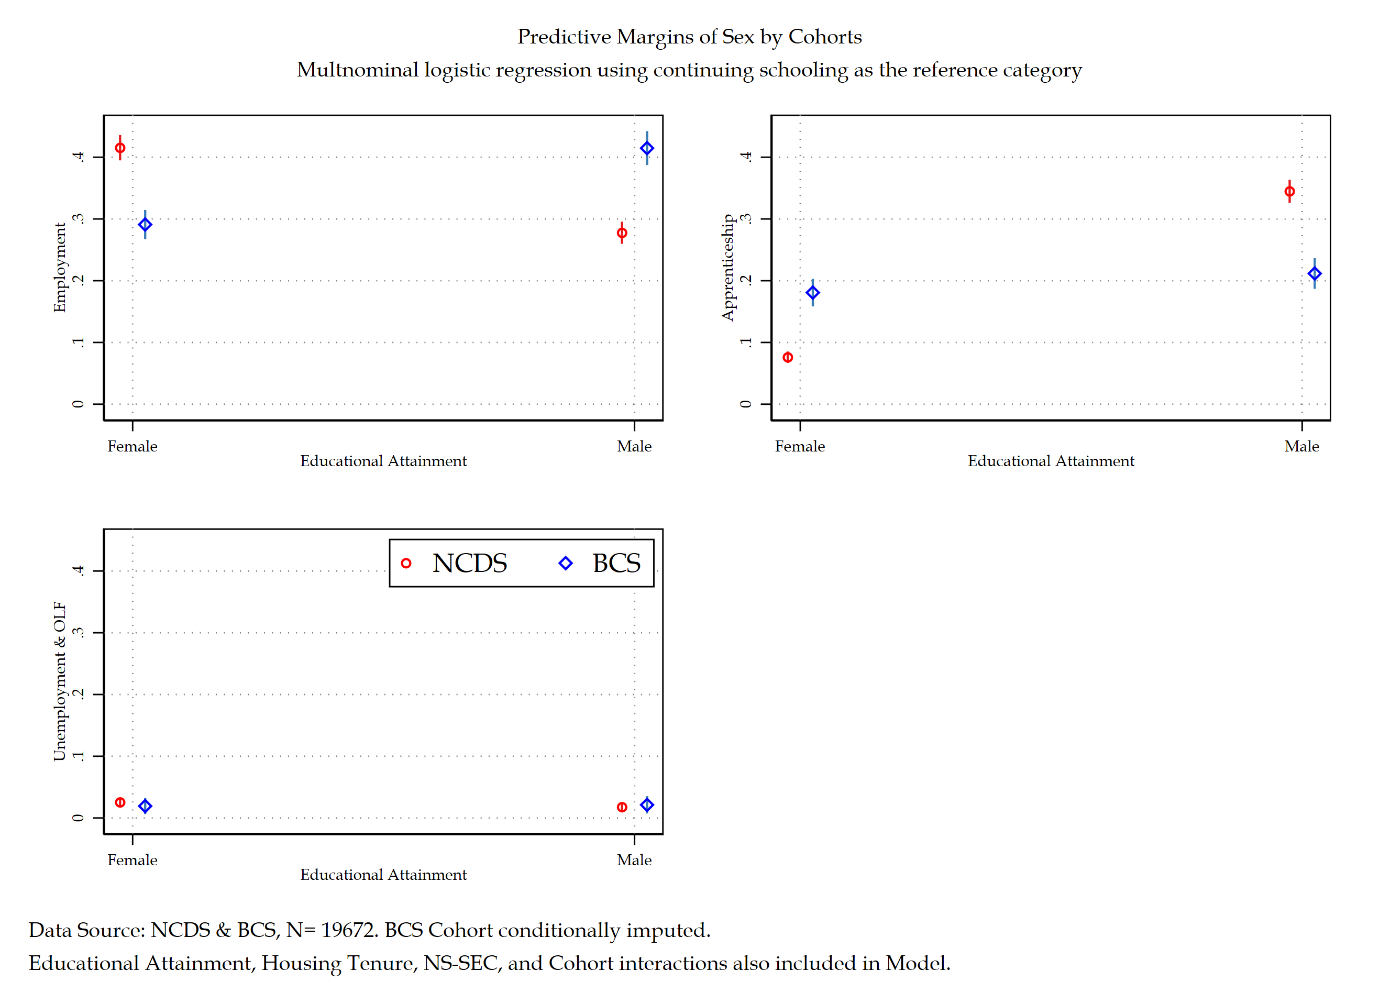 Predictive Margins of Sex by Cohorts
Multnominal logistic regression using continuing schooling as the reference category
Employment
.4
.3
.2
.1
0
Female
Male
Educational Attainment
Apprenticeship
.4
.3
.2
.1
0
Female
Male
Educational Attainment
Unemployment & OLF
.4
.3
.2
.1
0
NCDS BCS
Female
Male
Educational Attainment
Data Source: NCDS & BCS, N= 19672. BCS Cohort conditionally imputed.
Educational Attainment, Housing Tenure, NS-SEC, and Cohort interactions also included in Model.